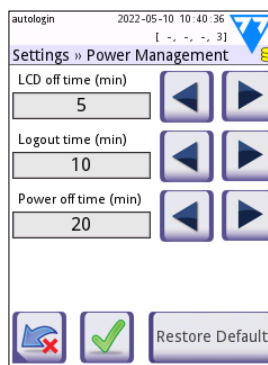 autologin 2022-05-10 10:40:36
[ -, -, -, 3]
77
Settings » Power Management
LCD off time (min)
5
Logout time (min)
10
Power off time (min)
20
Restore Default